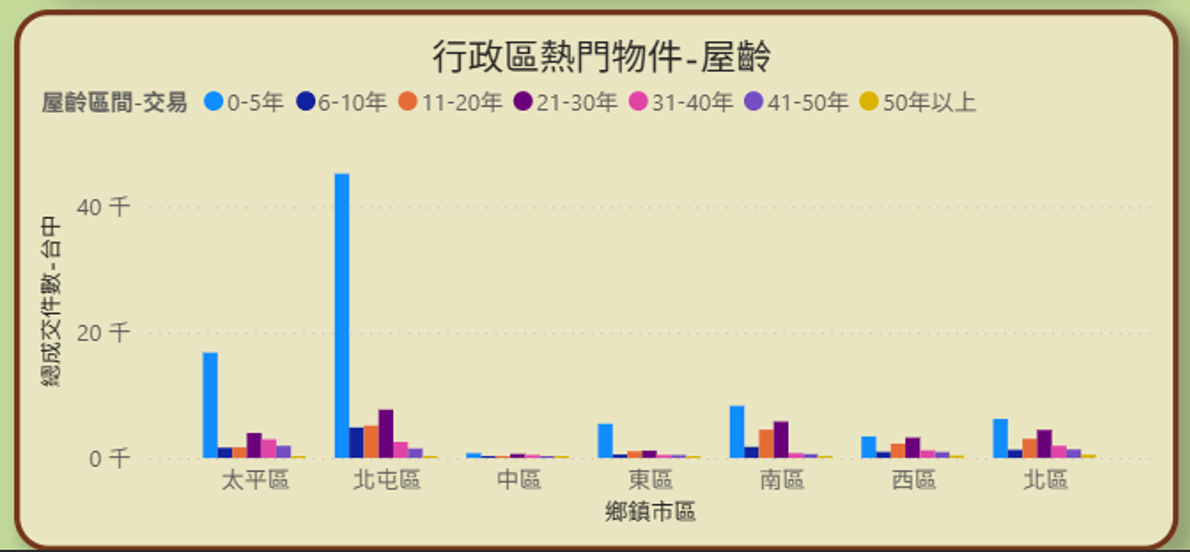 行政區熱門物件-屋齡
屋齡區間-交易 0-5年 6-10年 11-20年 21-30年 31-40年 41-50年 50年以上
總成交件數-台中
40 千
20 千
0 千
太平區 北屯區 中區 東區 南區 西區 北區
鄉鎮市區